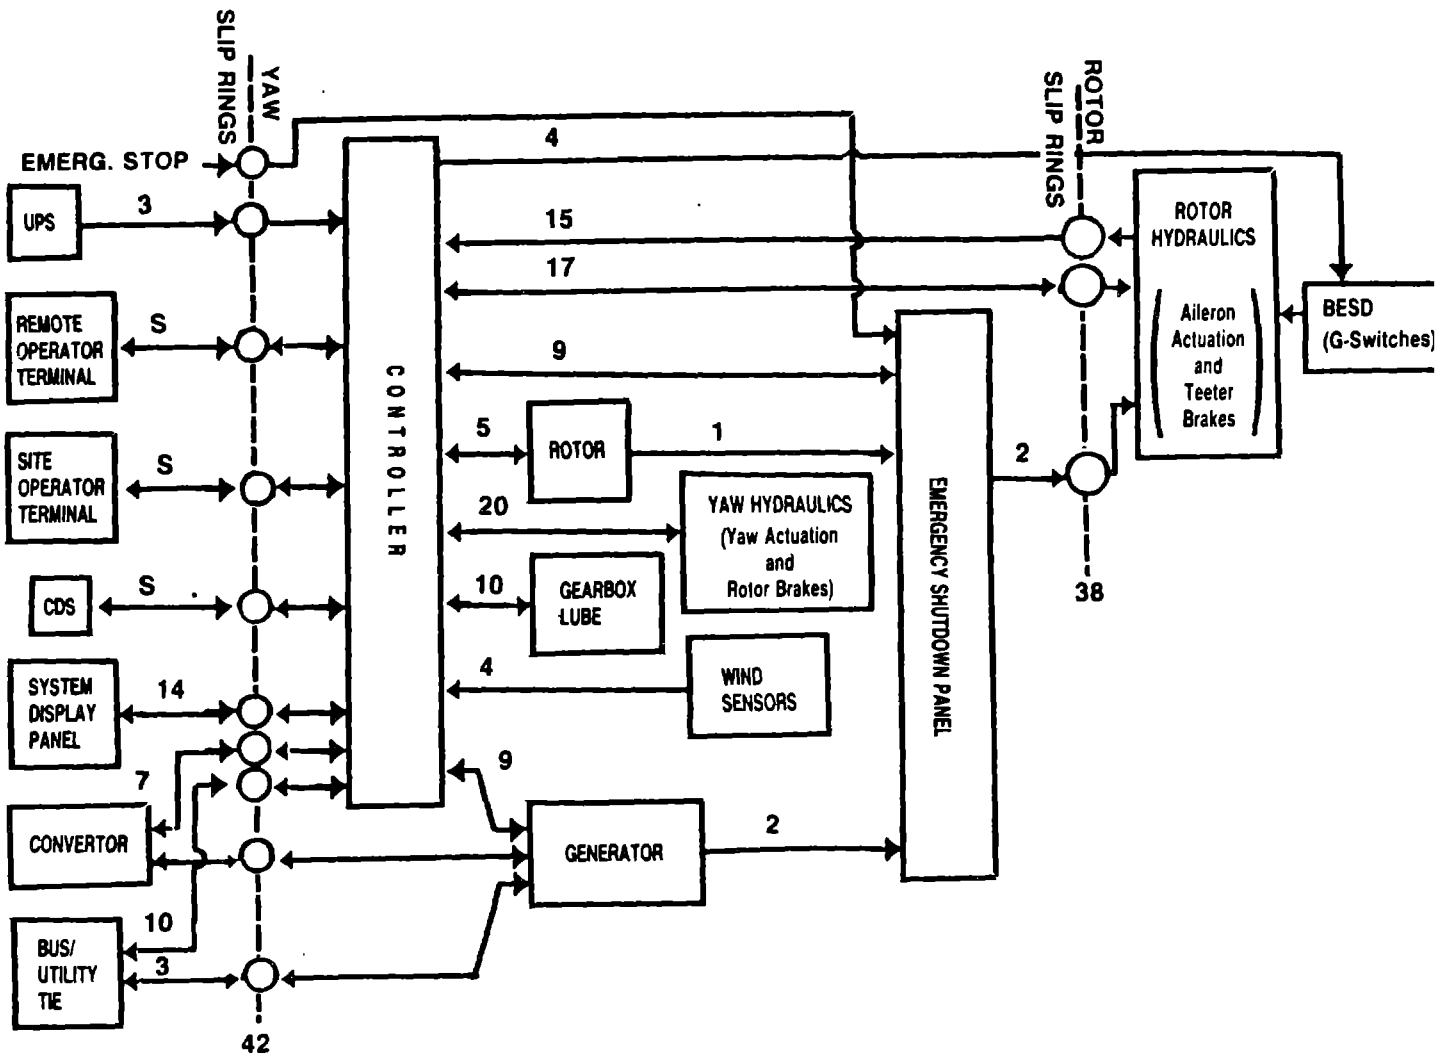 YAW
SLIP RINGS
ROTOR
SLIP RINGS
EMERG. STOP
4
UPS
3
15
17
ROTOR
HYDRAULICS
(Aileron
Actuation
and
Teeter
Brakes)
BESD
(G-Switches)
REMOTE
OPERATOR
TERMINAL
S
CONTROLLER
9
5
ROTOR
1
SITE
OPERATOR
TERMINAL
S
20
YAW HYDRAULICS
(Yaw Actuation
and
Rotor Brakes)
EMERGENCY SHUTDOWN PANEL
2
38
CDS
S
10
GEARBOX
LUBE
4
WIND
SENSORS
SYSTEM
DISPLAY
PANEL
14
7
CONVERTOR
9
GENERATOR
2
BUS/
UTILITY
TIE
10
3
42